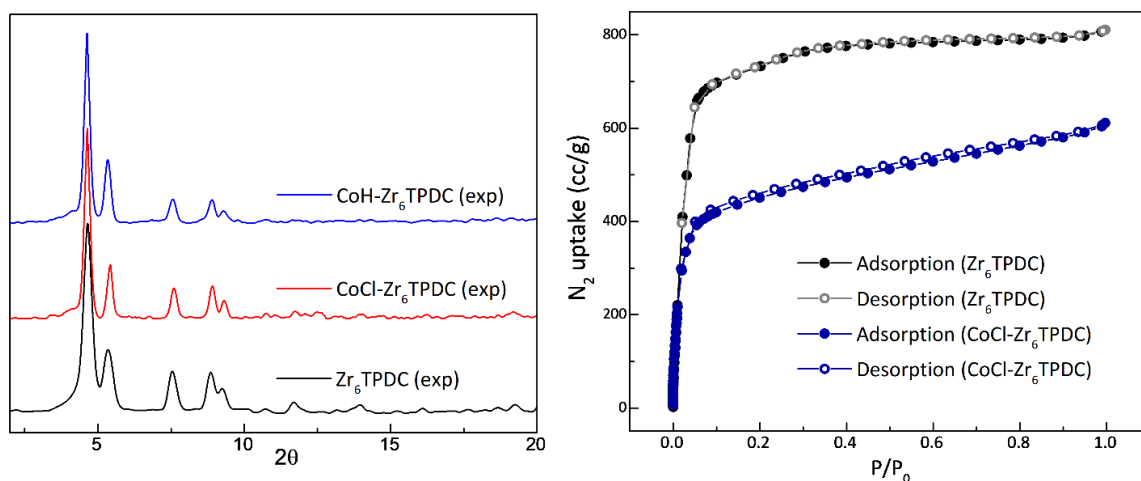 CoH-Zr₆TPDC (exp)
CoCl-Zr₆TPDC (exp)
Zr₆TPDC (exp)
5 10 15 20
2θ
N₂ uptake (cc/g)
800
600
400
200
0
Adsorption (Zr₆TPDC)
Desorption (Zr₆TPDC)
Adsorption (CoCl-Zr₆TPDC)
Desorption (CoCl-Zr₆TPDC)
0.0 0.2 0.4 0.6 0.8 1.0
P/P₀